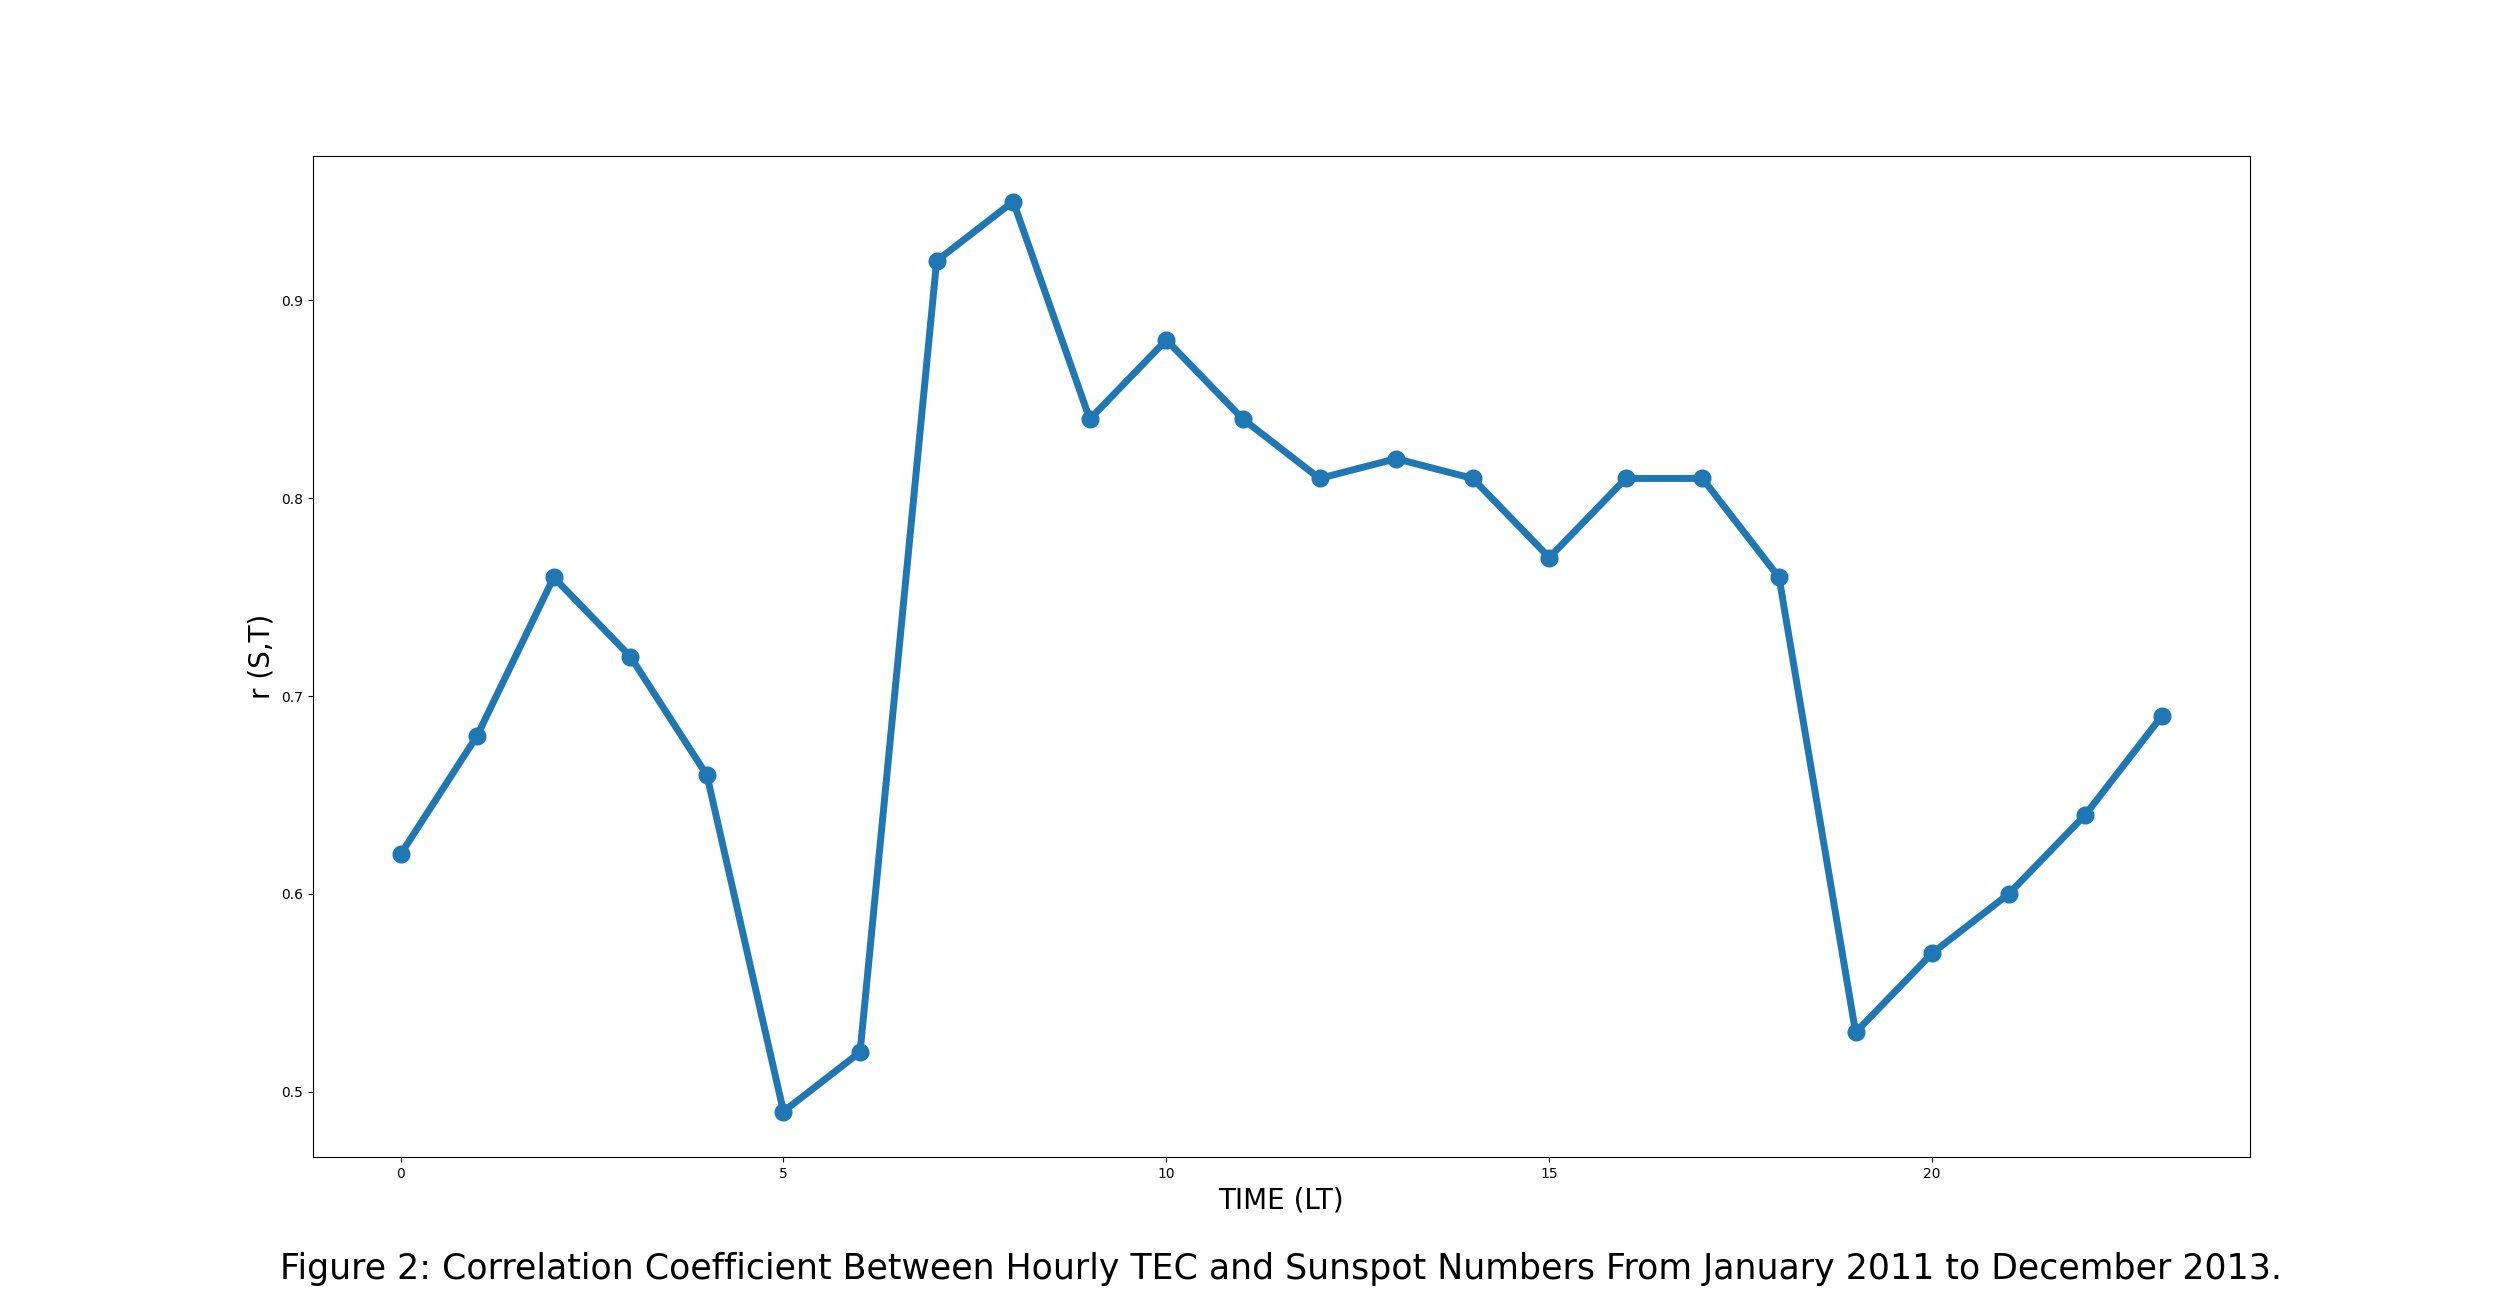 0.9
0.8
0.7
0.6
0.5
r (S,T)
0 5 10 15 20
TIME (LT)
Figure 2: Correlation Coefficient Between Hourly TEC and Sunspot Numbers From January 2011 to December 2013.